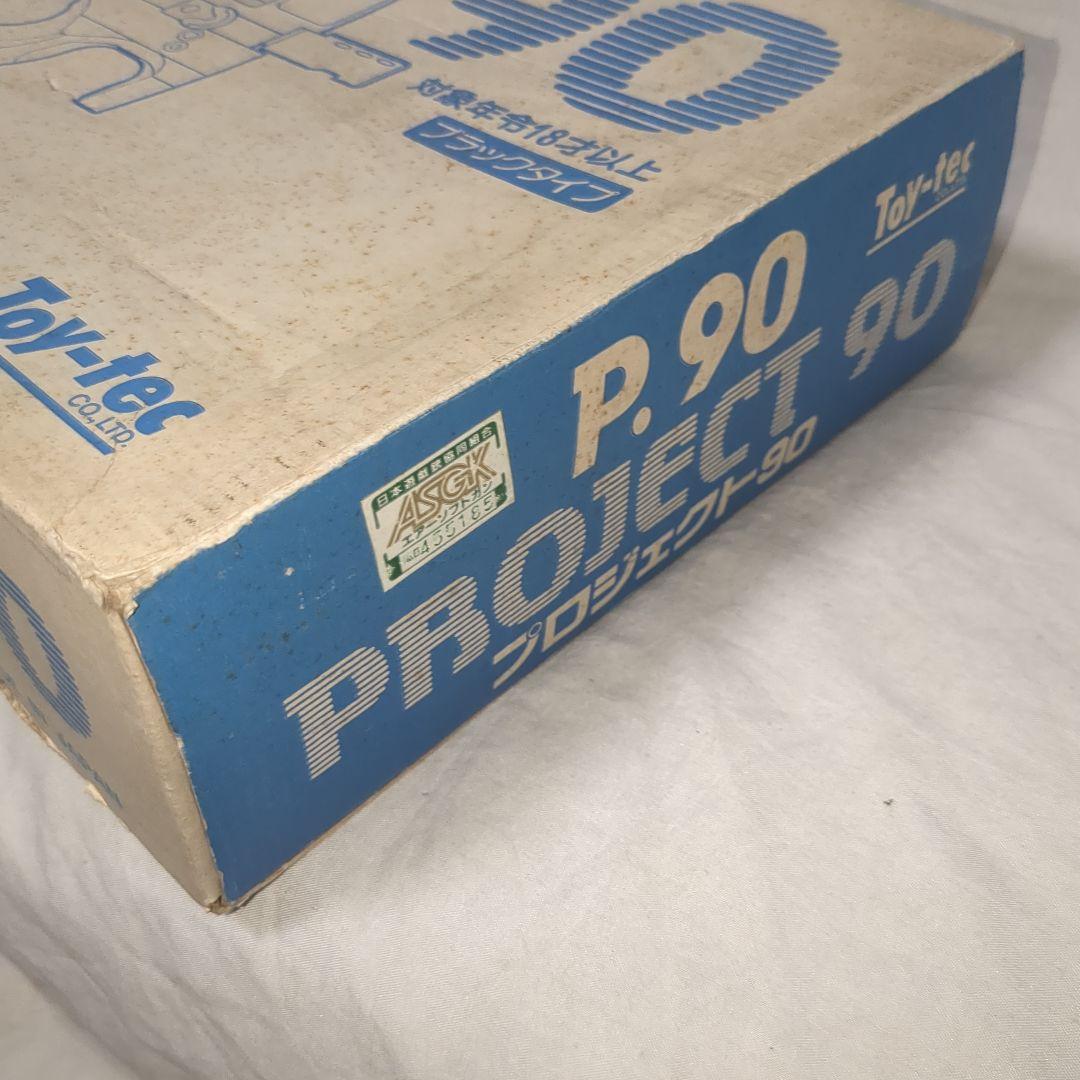 90
対象年令18才以上
ブラックタイプ
Toy-tec
CO.,LTD.
Toy-tec
P.90
PROJECT 90
プロジェクト90
日本遊戯銃協同組合
ASGK
エアーソフトガン